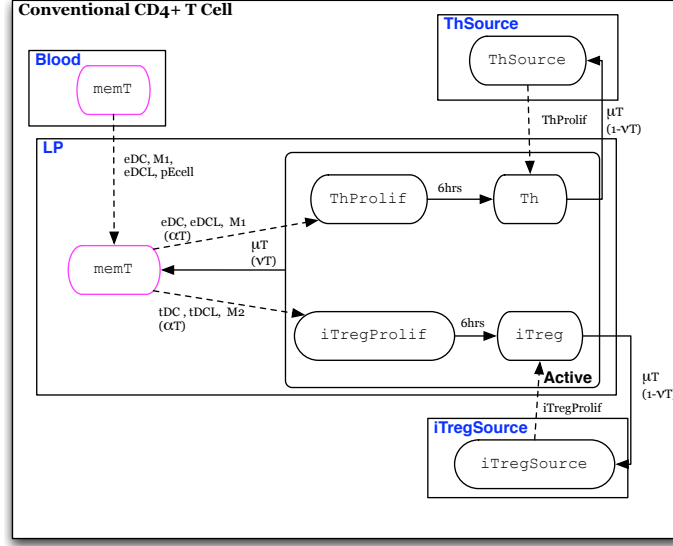 Conventional CD4+ T Cell
ThSource
Blood
ThSource
memT
μT
(1-νT)
ThProlif
LP
eDC, M1,
eDCL, pEcell
ThProlif
6hrs
Th
eDC, eDCL, M1
(αT)
μT
(νT)
memT
tDC , tDCL, M2
(αT)
iTregProlif
6hrs
iTreg
Active
μT
(1-νT)
iTregProlif
iTregSource
iTregSource